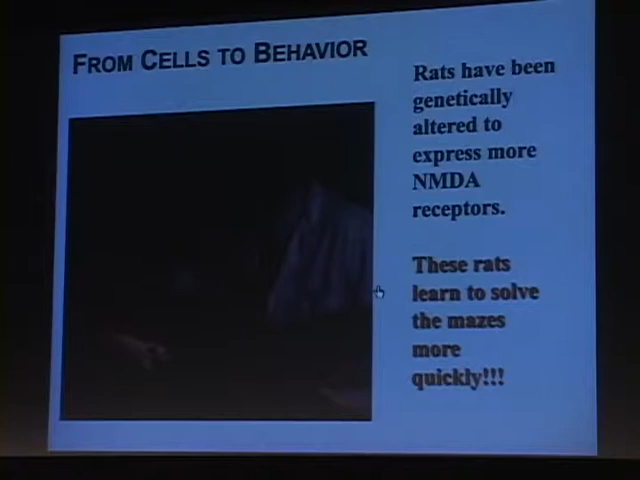 FROM CELLS TO BEHAVIOR
Rats have been
genetically
altered to
express more
NMDA
receptors.
These rats
learn to solve
the mazes
more
quickly!!!